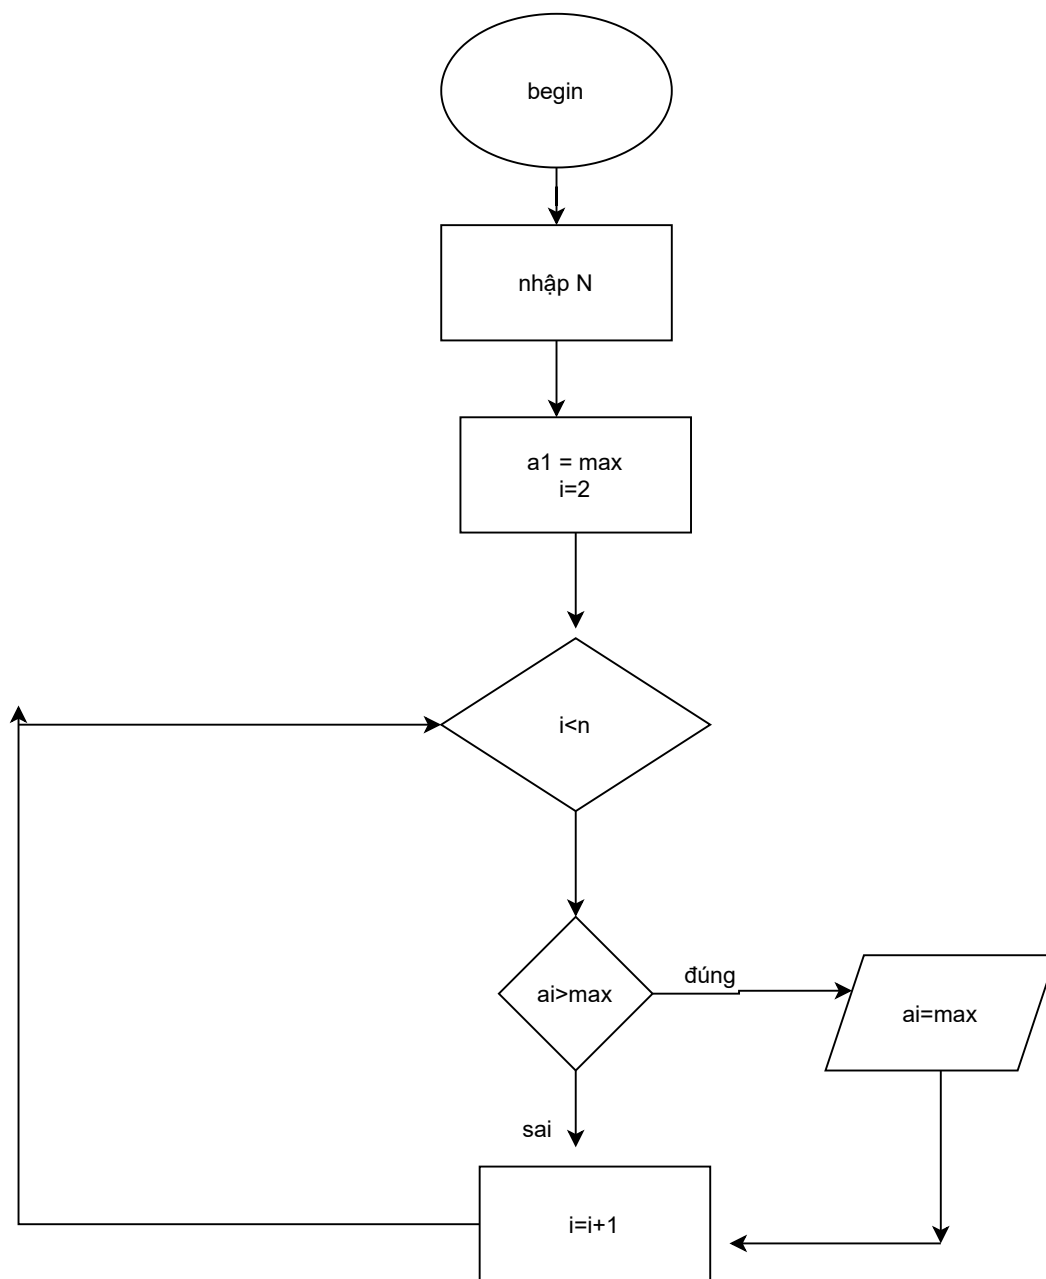 begin
nhập N
a1 = max
i=2
i<n
ai>max
đúng
ai=max
sai
i=i+1